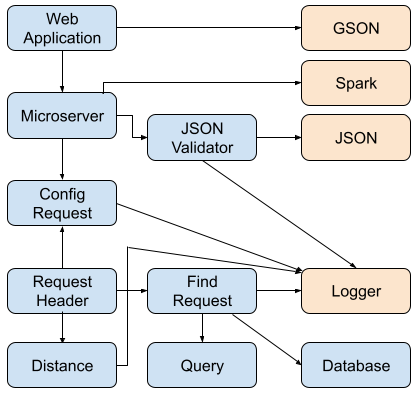 Web
Application
GSON
Spark
Microserver
JSON
Validator
JSON
Config
Request
Request
Header
Find
Request
Logger
Distance
Query
Database